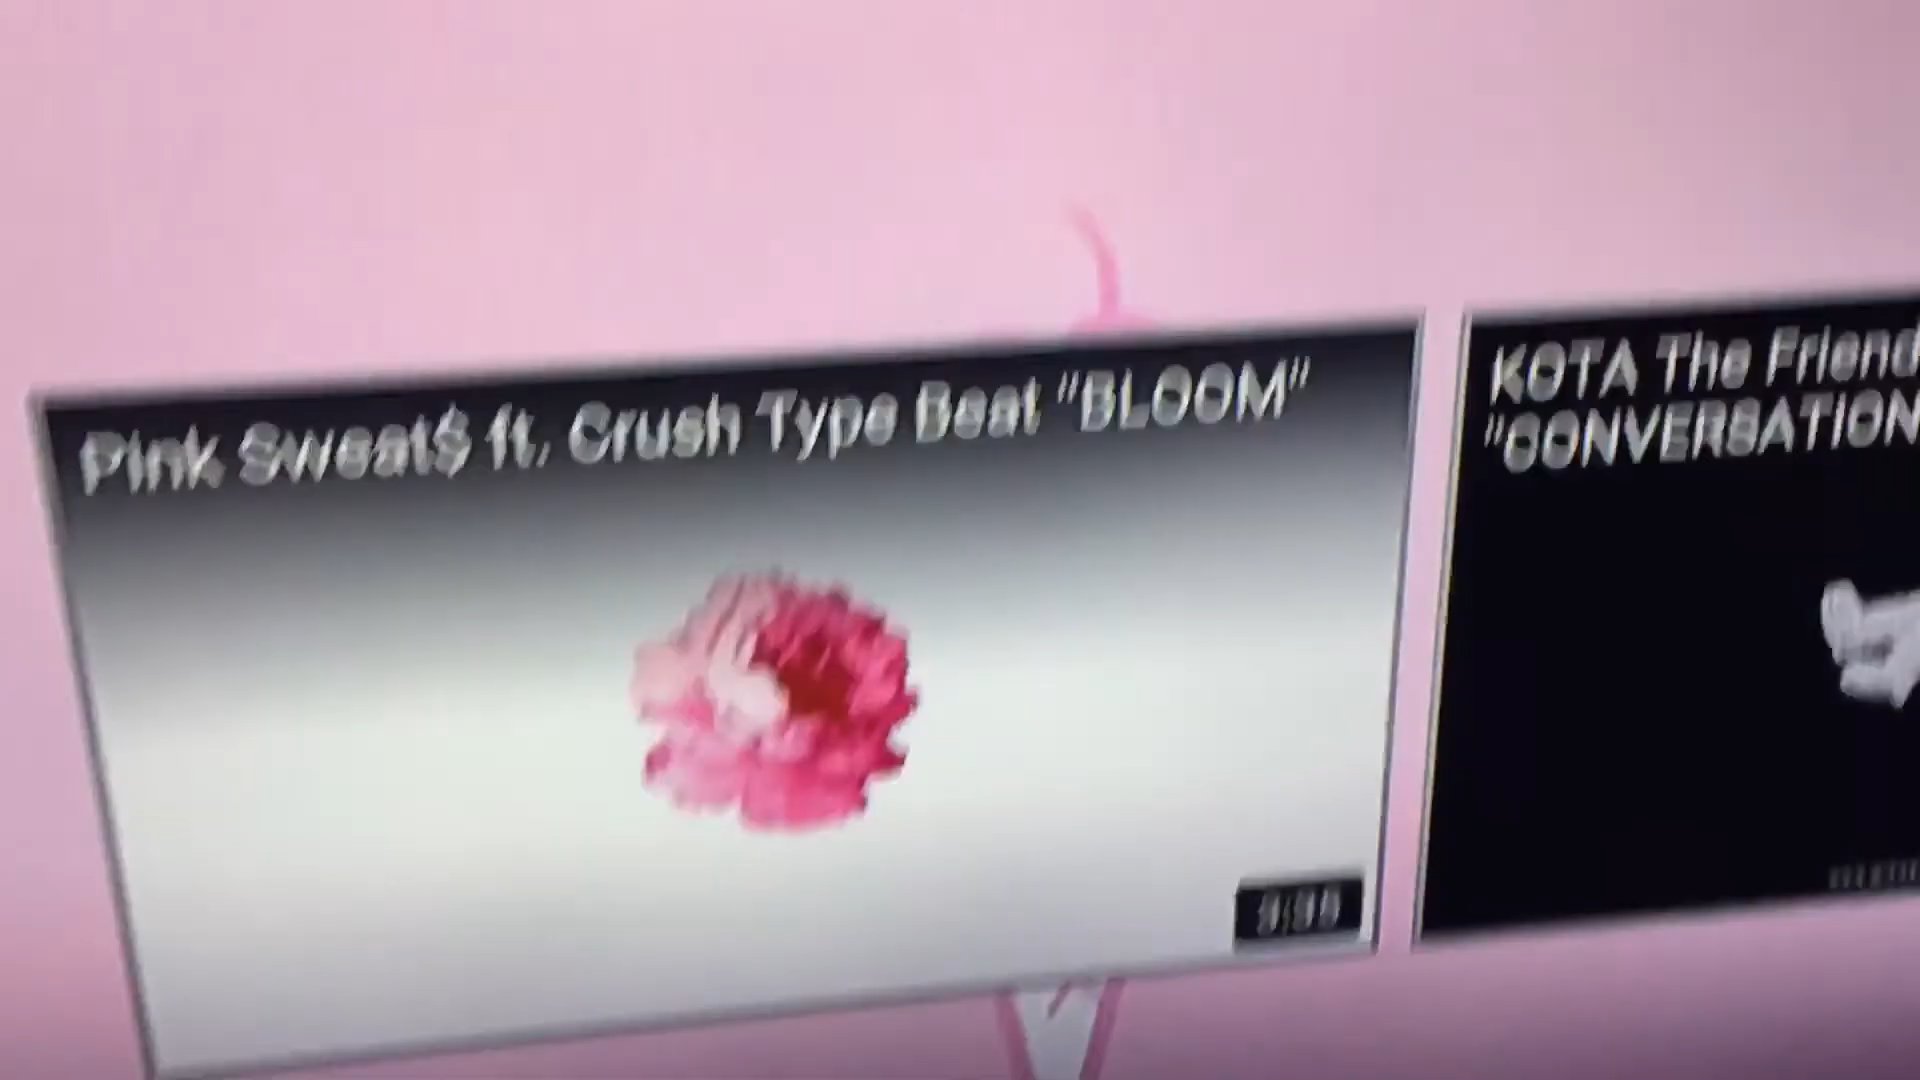 Pink Sweat$ ft. Crush Type Beat "BLOOM"
KOTA The Friend
"CONVERSATION